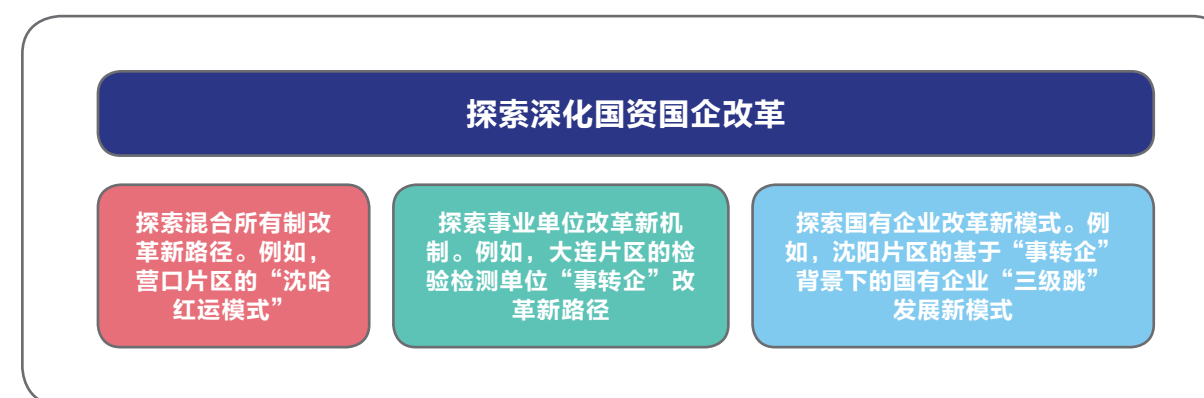 探索深化国资国企改革
探索混合所有制改
革新路径。例如，
营口片区的“沈哈
红运模式”
探索事业单位改革新机
制。例如，大连片区的检
验检测单位“事转企”改
革新路径
探索国有企业改革新模式。例
如，沈阳片区的基于“事转企”
背景下的国有企业“三级跳”
发展新模式